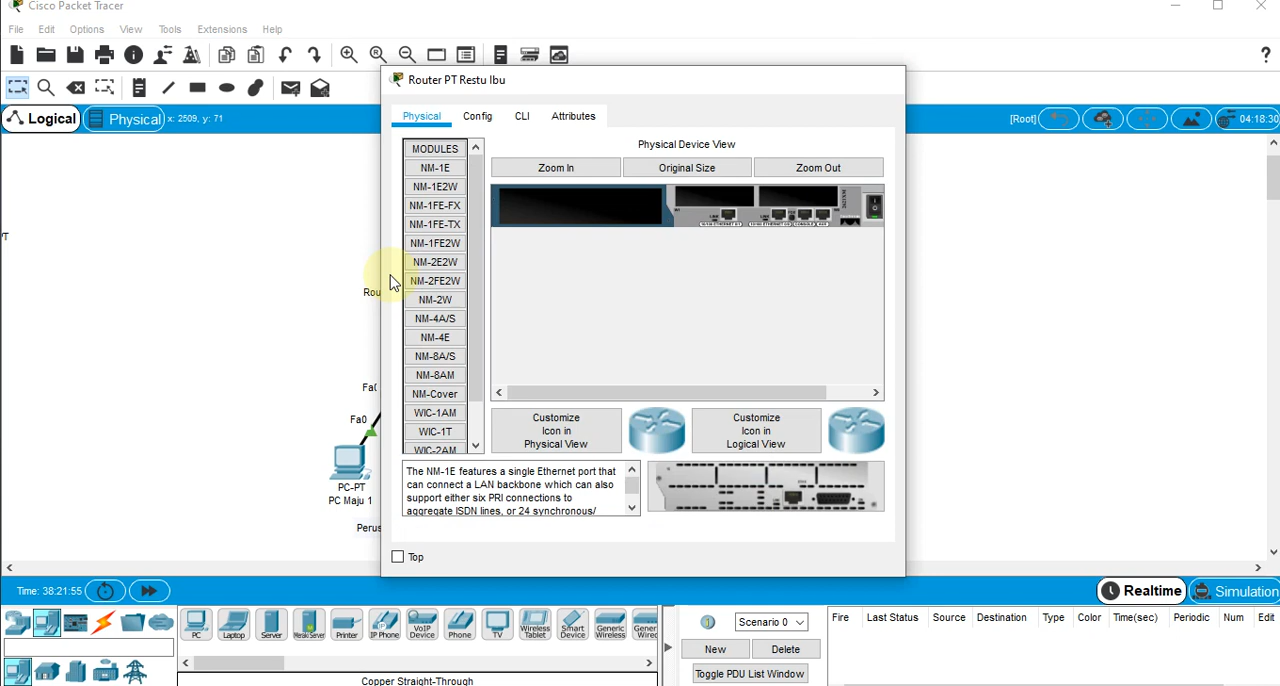 Cisco Packet Tracer
File Edit Options View Tools Extensions Help
?
Logical Physical x: 2509, y: 71 [Root] 04:18:30
Router PT Restu Ibu
Physical Config CLI Attributes
MODULES
NM-1E
NM-1E2W
NM-1FE-FX
NM-1FE-TX
NM-1FE2W
NM-2E2W
NM-2FE2W
NM-2W
NM-4A/S
NM-4E
NM-8A/S
NM-8AM
NM-Cover
WIC-1AM
WIC-1T
WIC-2AM
Physical Device View
Zoom In Original Size Zoom Out
Customize
Icon in
Physical View
Customize
Icon in
Logical View
The NM-1E features a single Ethernet port that
can connect a LAN backbone which can also
support either six PRI connections to
aggregate ISDN lines, or 24 synchronous/
Top
Rou
Fa0
Fa0
PC-PT
PC Maju 1
Perus
Time: 38:21:55 Realtime Simulation
PC Laptop Server Meraki Server Printer IP Phone VoIP Device Phone TV Wireless Tablet Smart Device Generic Wireless Generic Wired
Copper Straight-Through
Scenario 0
New Delete
Toggle PDU List Window
Fire Last Status Source Destination Type Color Time(sec) Periodic Num Edit